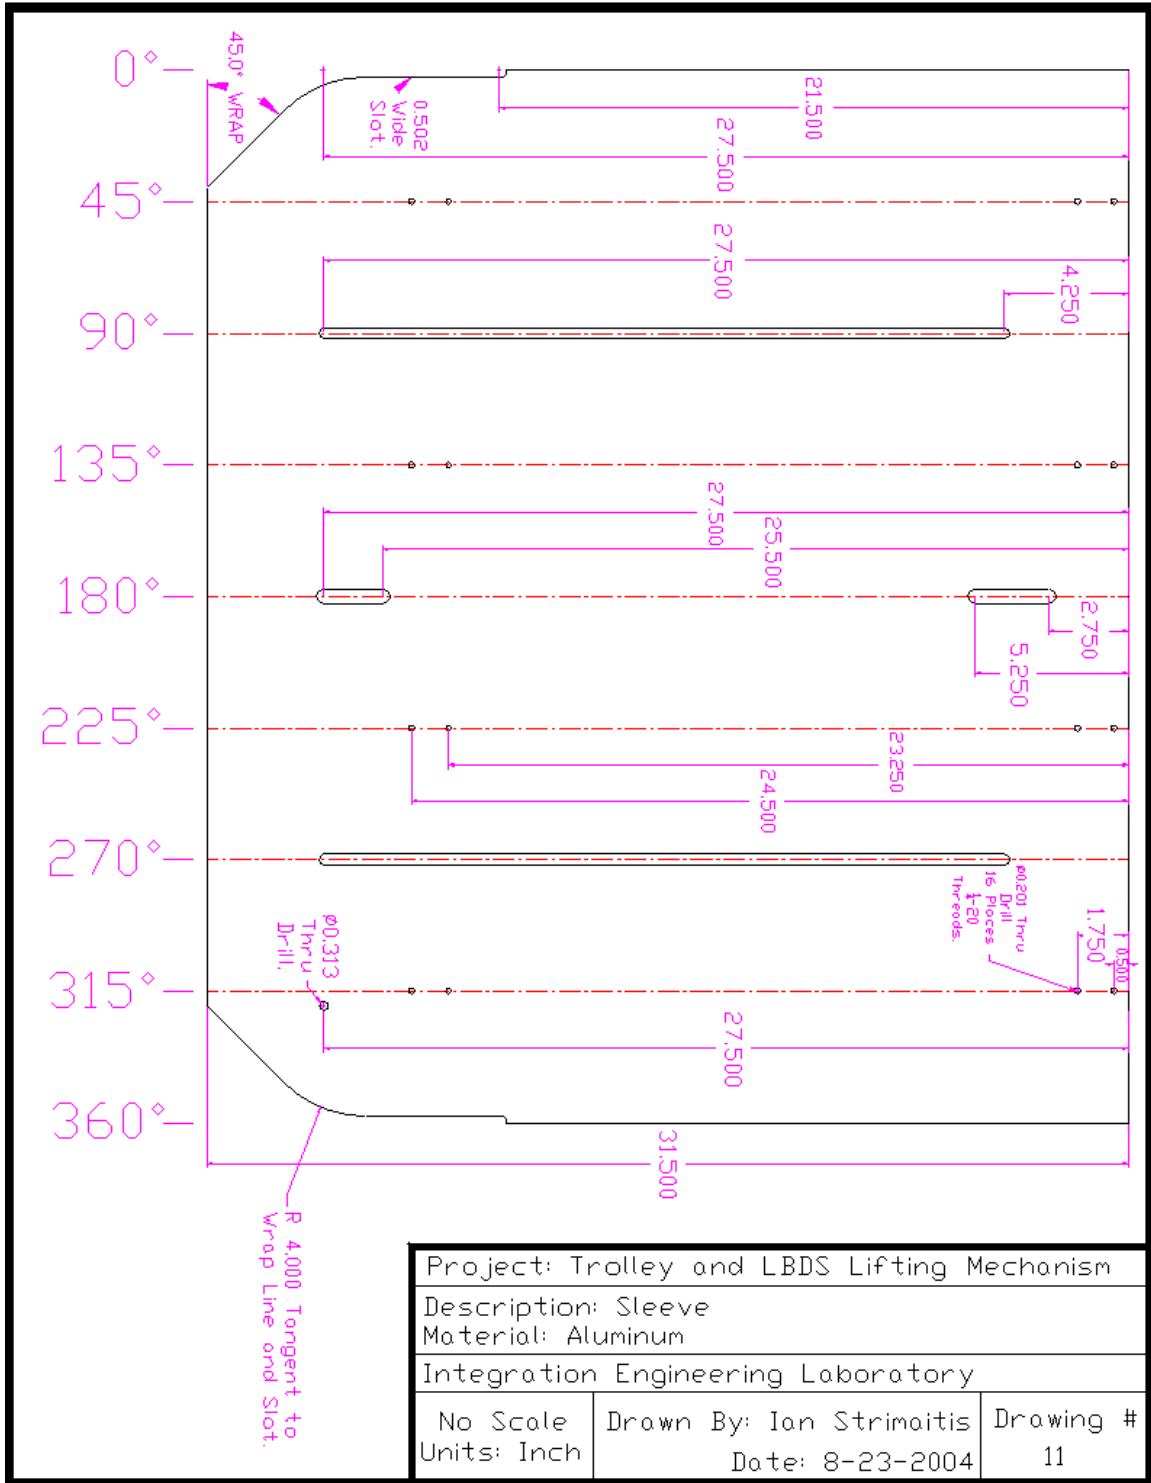 0°
45.0° WRAP
0.502
Wide
Slot.
21.500
27.500
45°
27.500
4.250
90°
135°
27.500
25.500
180°
2.750
5.250
225°
23.250
24.500
270°
ø0.201 Thru
Drill
16 Places
1-20
Threads.
1.750
0.500
ø0.313
Thru
Drill.
315°
27.500
360°
31.500
R 4.000 Tangent to
Wrap Line and Slot.
Project: Trolley and LBDS Lifting Mechanism
Description: Sleeve
Material: Aluminum
Integration Engineering Laboratory
No Scale
Units: Inch
Drawn By: Ian Strimaitis
Date: 8-23-2004
Drawing #
11